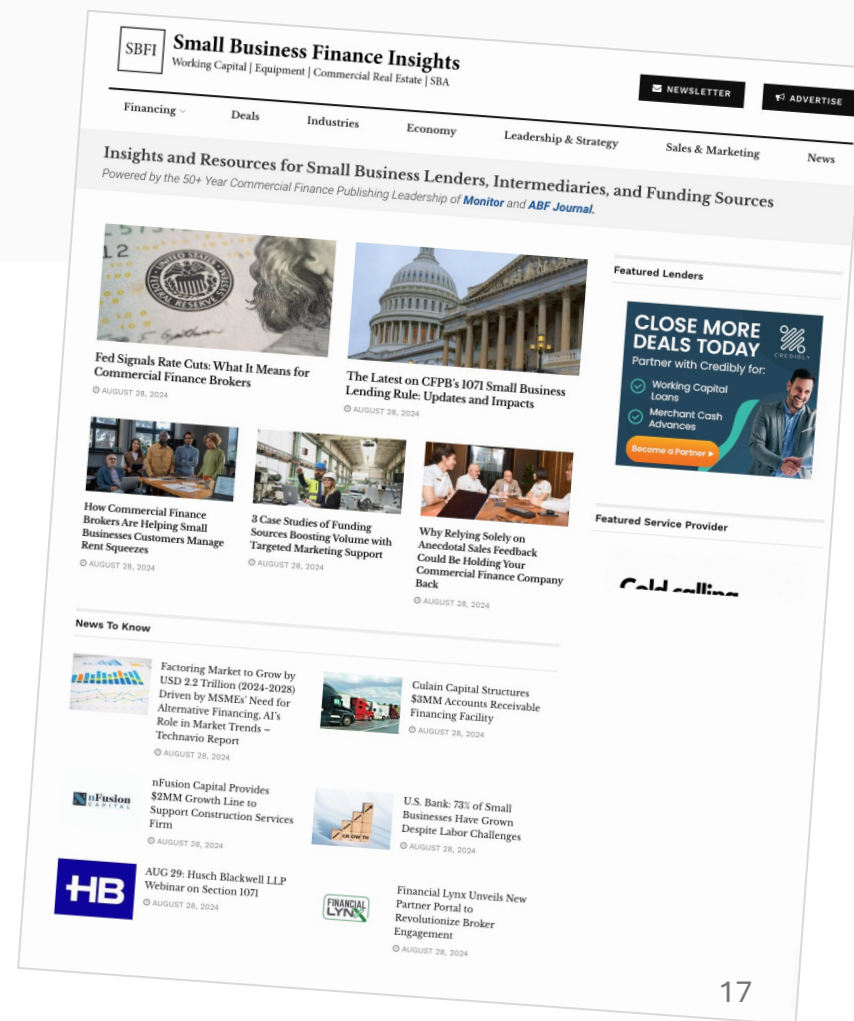 SBFI
Small Business Finance Insights
Working Capital | Equipment | Commercial Real Estate | SBA
NEWSLETTER
ADVERTISE
Financing
Deals
Industries
Economy
Leadership & Strategy
Sales & Marketing
News
Insights and Resources for Small Business Lenders, Intermediaries, and Funding Sources
Powered by the 50+ Year Commercial Finance Publishing Leadership of Monitor and ABF Journal.
UNITED STATES
FEDERAL RESERVE
SYSTEM
Fed Signals Rate Cuts: What It Means for
Commercial Finance Brokers
AUGUST 28, 2024
The Latest on CFPB's 1071 Small Business
Lending Rule: Updates and Impacts
AUGUST 28, 2024
How Commercial Finance
Brokers Are Helping Small
Businesses Customers Manage
Rent Squeezes
AUGUST 28, 2024
3 Case Studies of Funding
Sources Boosting Volume with
Targeted Marketing Support
AUGUST 28, 2024
Why Relying Solely on
Anecdotal Sales Feedback
Could Be Holding Your
Commercial Finance Company
Back
AUGUST 28, 2024
Featured Lenders
CLOSE MORE
DEALS TODAY
CREDIBLY
Partner with Credibly for:
Working Capital
Loans
Merchant Cash
Advances
Become a Partner
Featured Service Provider
Cold calling
News To Know
Factoring Market to Grow by
USD 2.2 Trillion (2024-2028)
Driven by MSMEs' Need for
Alternative Financing, AI's
Role in Market Trends –
Technavio Report
AUGUST 28, 2024
Culain Capital Structures
$3MM Accounts Receivable
Financing Facility
AUGUST 28, 2024
nFusion
CAPITAL
nFusion Capital Provides
$2MM Growth Line to
Support Construction Services
Firm
AUGUST 28, 2024
GROWTH
U.S. Bank: 73% of Small
Businesses Have Grown
Despite Labor Challenges
AUGUST 28, 2024
HB
AUG 29: Husch Blackwell LLP
Webinar on Section 1071
AUGUST 28, 2024
FINANCIAL
LYNX
Financial Lynx Unveils New
Partner Portal to
Revolutionize Broker
Engagement
AUGUST 28, 2024
17